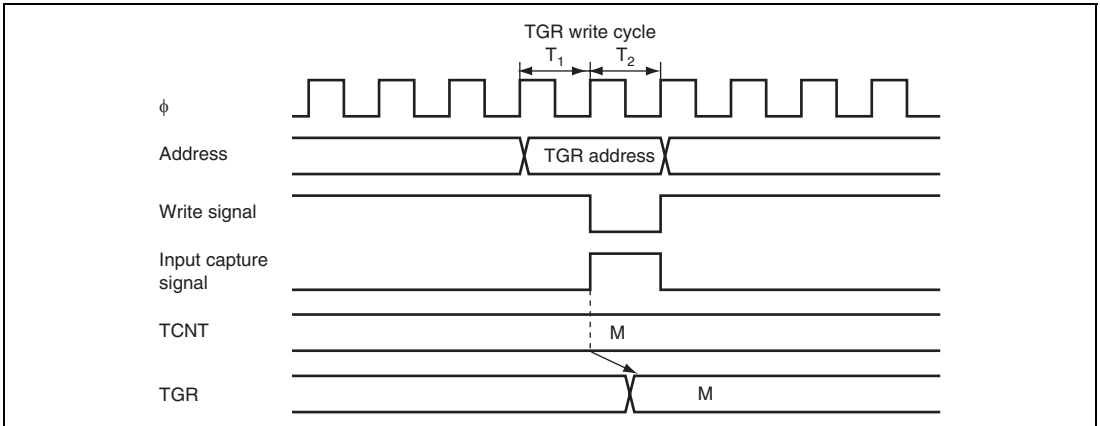 TGR write cycle
T1 T2
ϕ
Address
TGR address
Write signal
Input capture
signal
TCNT
M
TGR
M